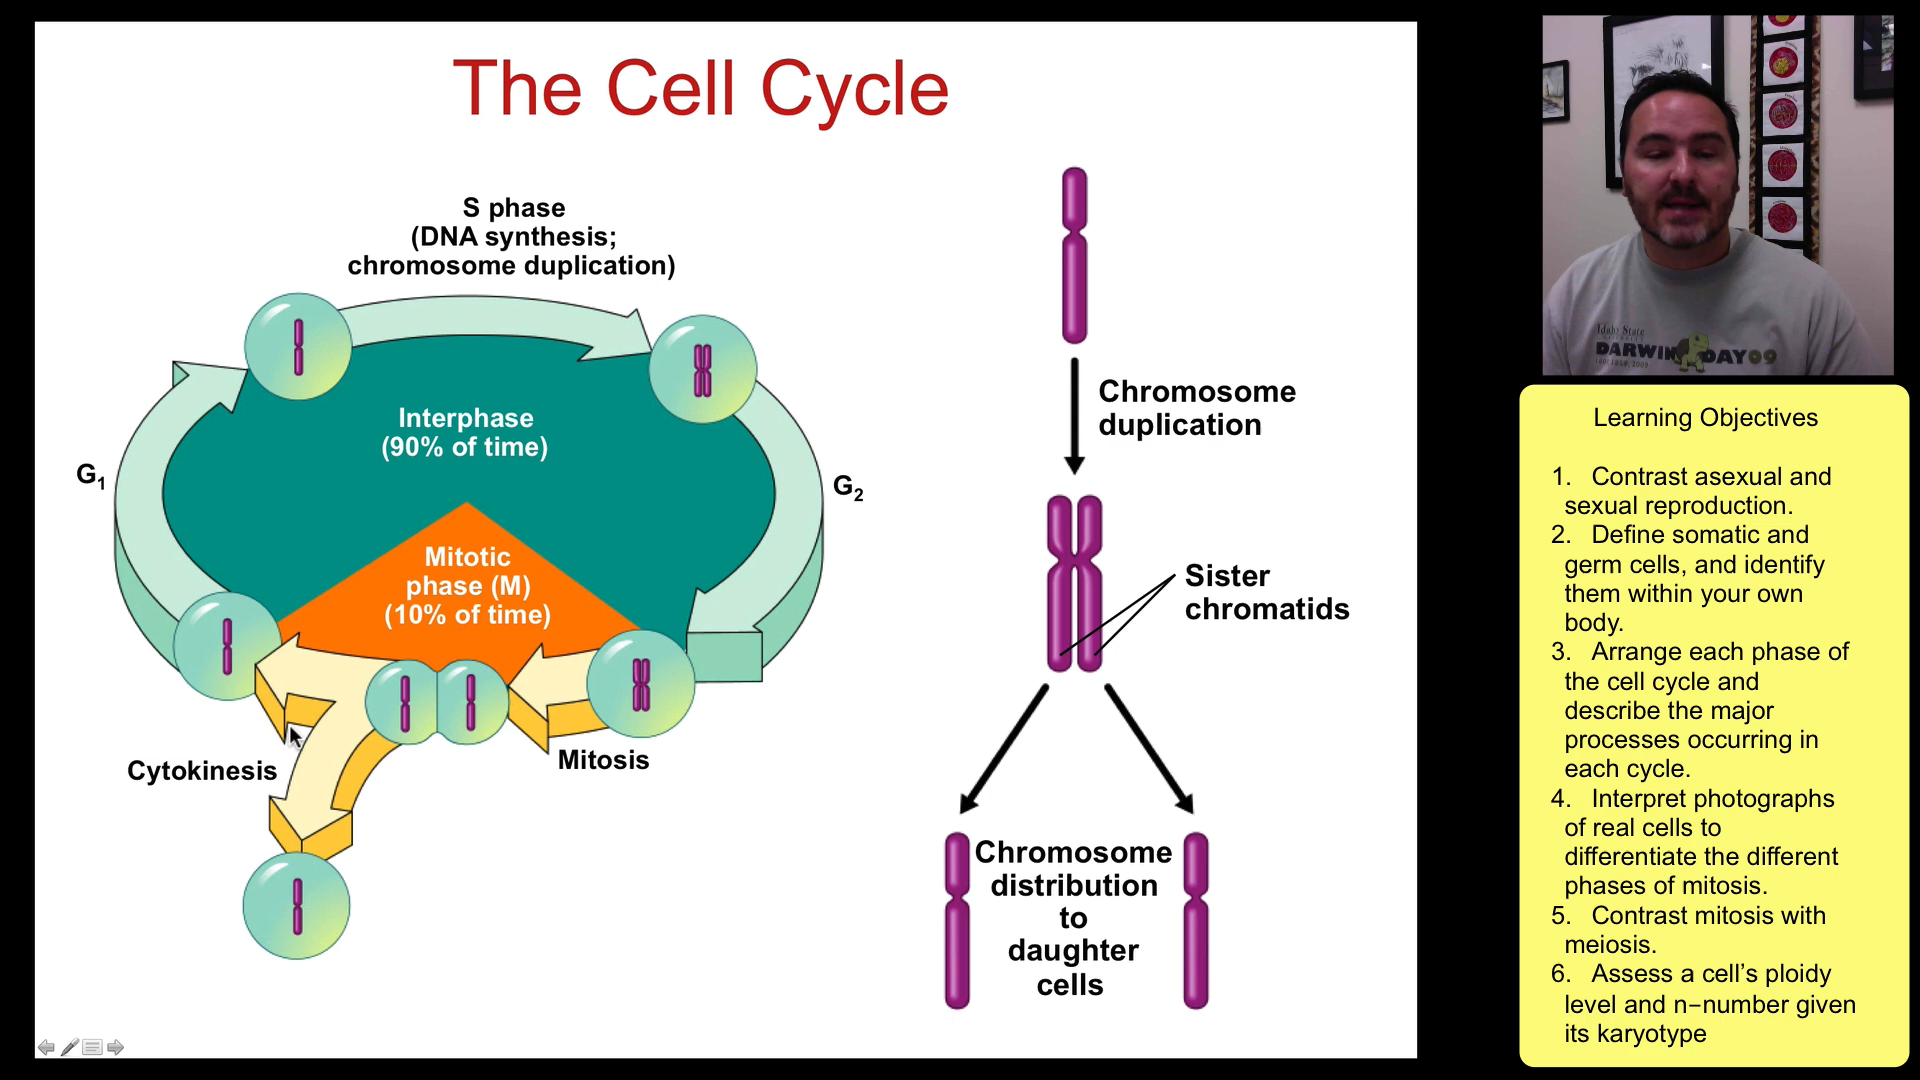 The Cell Cycle
S phase
(DNA synthesis;
chromosome duplication)
Interphase
(90% of time)
G1
G2
Mitotic
phase (M)
(10% of time)
Cytokinesis
Mitosis
Chromosome
duplication
Sister
chromatids
Chromosome
distribution
to
daughter
cells
Idaho State
DARWIN DAY09
Learning Objectives
1. Contrast asexual and
sexual reproduction.
2. Define somatic and
germ cells, and identify
them within your own
body.
3. Arrange each phase of
the cell cycle and
describe the major
processes occurring in
each cycle.
4. Interpret photographs
of real cells to
differentiate the different
phases of mitosis.
5. Contrast mitosis with
meiosis.
6. Assess a cell’s ploidy
level and n–number given
its karyotype